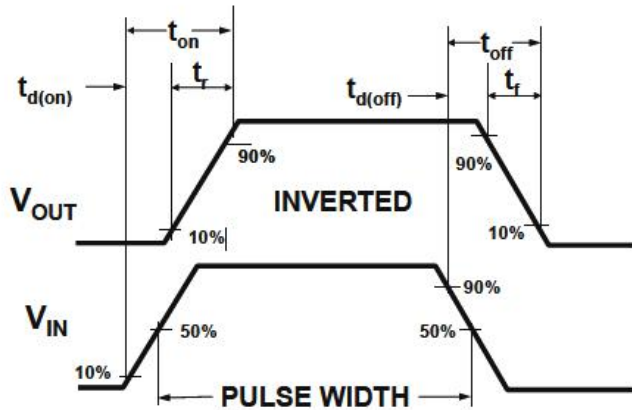 t_on
t_off
t_d(on)
t_r
t_d(off)
t_f
90%
90%
V_OUT
INVERTED
10%
10%
90%
V_IN
50%
50%
10%
PULSE WIDTH